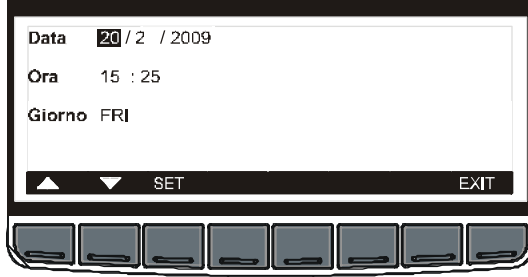 Data 20 / 2 / 2009
Ora 15 : 25
Giorno FRI
SET EXIT